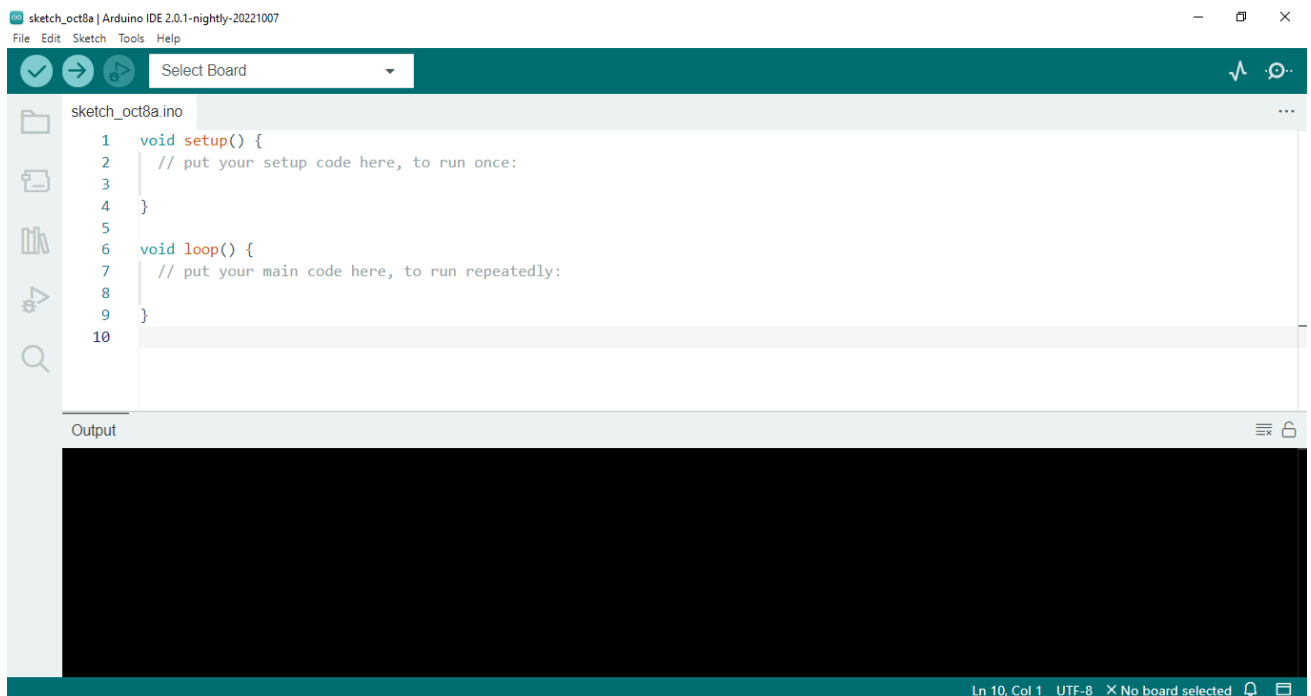 sketch_oct8a | Arduino IDE 2.0.1-nightly-20221007
File Edit Sketch Tools Help
Select Board
sketch_oct8a.ino
1 void setup() {
2 // put your setup code here, to run once:
3
4 }
5
6 void loop() {
7 // put your main code here, to run repeatedly:
8
9 }
10
Output
Ln 10, Col 1 UTF-8 X No board selected